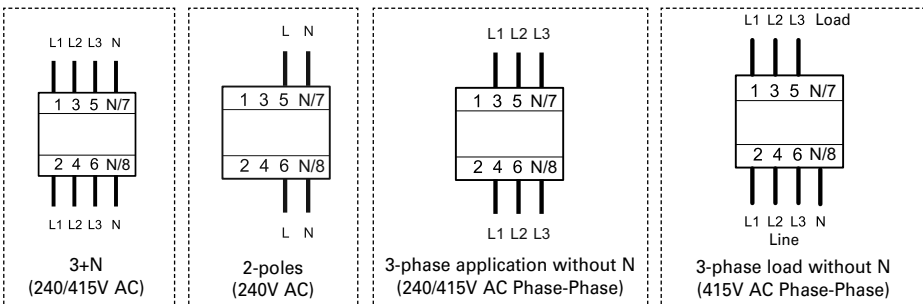 L1 L2 L3 N
1 3 5 N/7
2 4 6 N/8
L1 L2 L3 N
3+N
(240/415V AC)
L N
1 3 5 N/7
2 4 6 N/8
L N
2-poles
(240V AC)
L1 L2 L3
1 3 5 N/7
2 4 6 N/8
L1 L2 L3
3-phase application without N
(240/415V AC Phase-Phase)
L1 L2 L3 Load
1 3 5 N/7
2 4 6 N/8
L1 L2 L3 N
Line
3-phase load without N
(415V AC Phase-Phase)